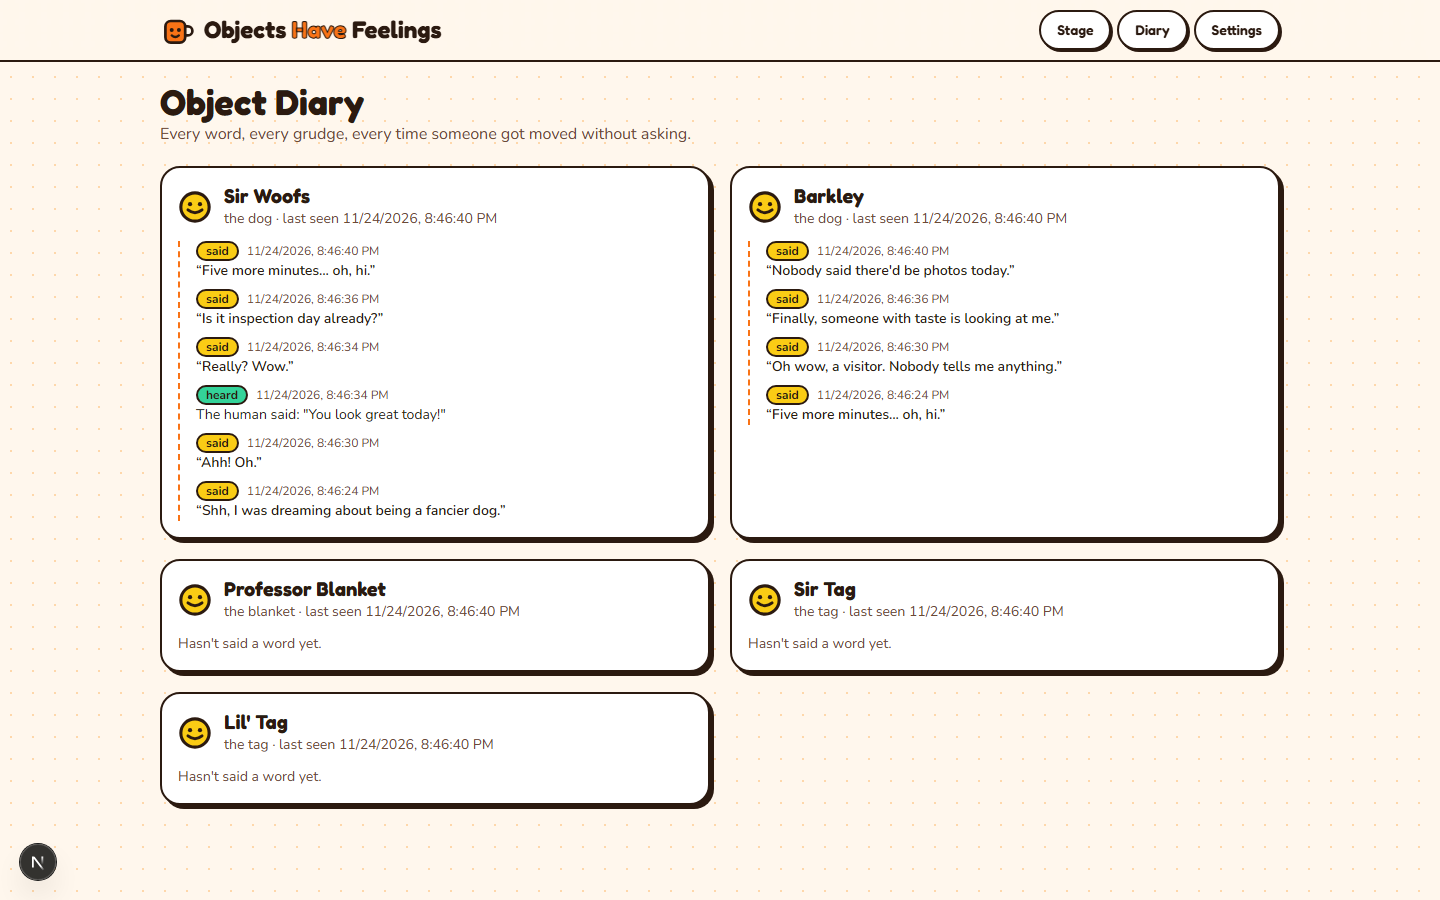 Objects Have Feelings
Stage
Diary
Settings
Object Diary
Every word, every grudge, every time someone got moved without asking.
Sir Woofs
the dog · last seen 11/24/2026, 8:46:40 PM
said 11/24/2026, 8:46:40 PM
“Five more minutes... oh, hi.”
said 11/24/2026, 8:46:36 PM
“Is it inspection day already?”
said 11/24/2026, 8:46:34 PM
“Really? Wow.”
heard 11/24/2026, 8:46:34 PM
The human said: "You look great today!"
said 11/24/2026, 8:46:30 PM
“Ahh! Oh.”
said 11/24/2026, 8:46:24 PM
“Shh, I was dreaming about being a fancier dog.”
Barkley
the dog · last seen 11/24/2026, 8:46:40 PM
said 11/24/2026, 8:46:40 PM
“Nobody said there'd be photos today.”
said 11/24/2026, 8:46:36 PM
“Finally, someone with taste is looking at me.”
said 11/24/2026, 8:46:30 PM
“Oh wow, a visitor. Nobody tells me anything.”
said 11/24/2026, 8:46:24 PM
“Five more minutes... oh, hi.”
Professor Blanket
the blanket · last seen 11/24/2026, 8:46:40 PM
Hasn't said a word yet.
Sir Tag
the tag · last seen 11/24/2026, 8:46:40 PM
Hasn't said a word yet.
Lil' Tag
the tag · last seen 11/24/2026, 8:46:40 PM
Hasn't said a word yet.
N